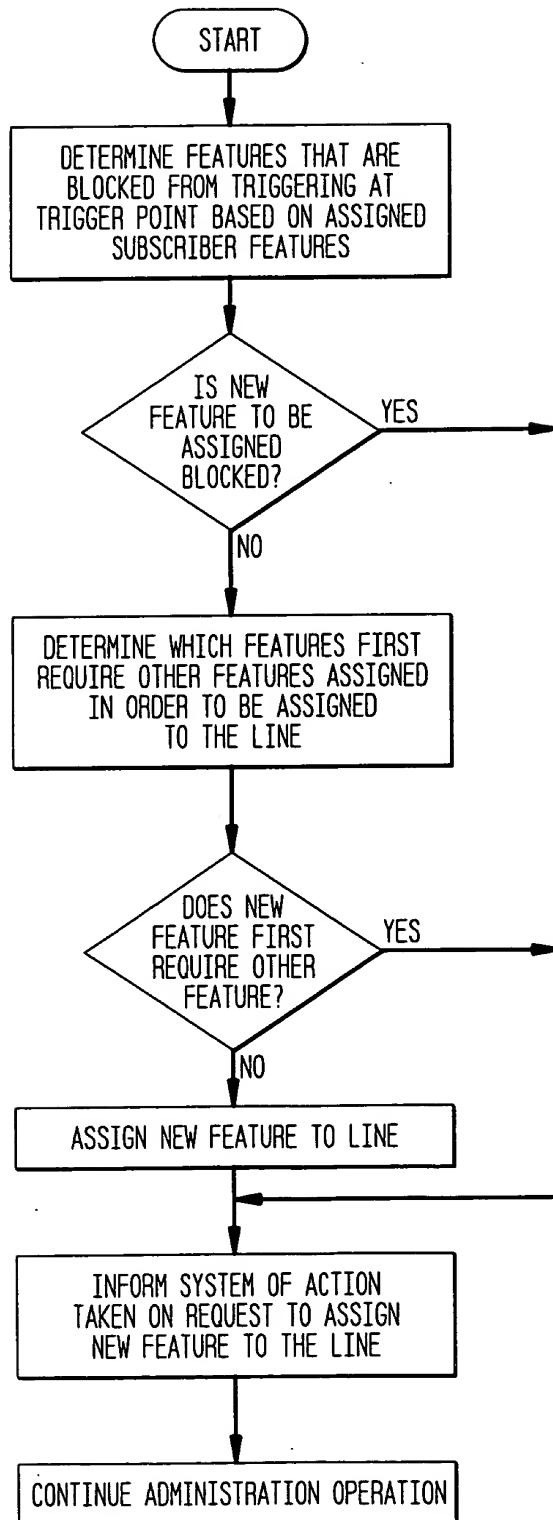 START
DETERMINE FEATURES THAT ARE
BLOCKED FROM TRIGGERING AT
TRIGGER POINT BASED ON ASSIGNED
SUBSCRIBER FEATURES
IS NEW
FEATURE TO BE
ASSIGNED
BLOCKED?
YES
NO
DETERMINE WHICH FEATURES FIRST
REQUIRE OTHER FEATURES ASSIGNED
IN ORDER TO BE ASSIGNED
TO THE LINE
DOES NEW
FEATURE FIRST
REQUIRE OTHER
FEATURE?
YES
NO
ASSIGN NEW FEATURE TO LINE
INFORM SYSTEM OF ACTION
TAKEN ON REQUEST TO ASSIGN
NEW FEATURE TO THE LINE
CONTINUE ADMINISTRATION OPERATION